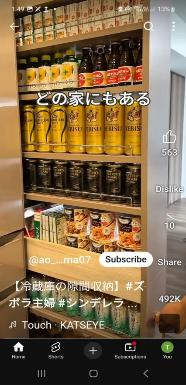 1:49
13%
どの家にもある
YEBISU
563
Dislike
10
@ao_...ma07
Subscribe
Share
【冷蔵庫の隙間収納】#ズ
ボラ主婦 #シンデレラ ...
492K
Touch · KATSEYE
Home
Shorts
Subscriptions
You